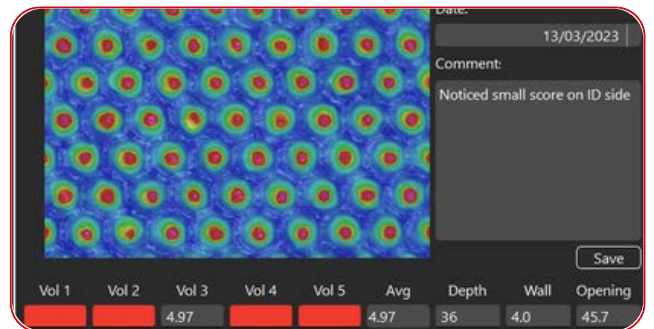 Date:
13/03/2023
Comment:
Noticed small score on ID side
Save
Vol 1 Vol 2 Vol 3 Vol 4 Vol 5 Avg Depth Wall Opening
4.97 4.97 36 4.0 45.7